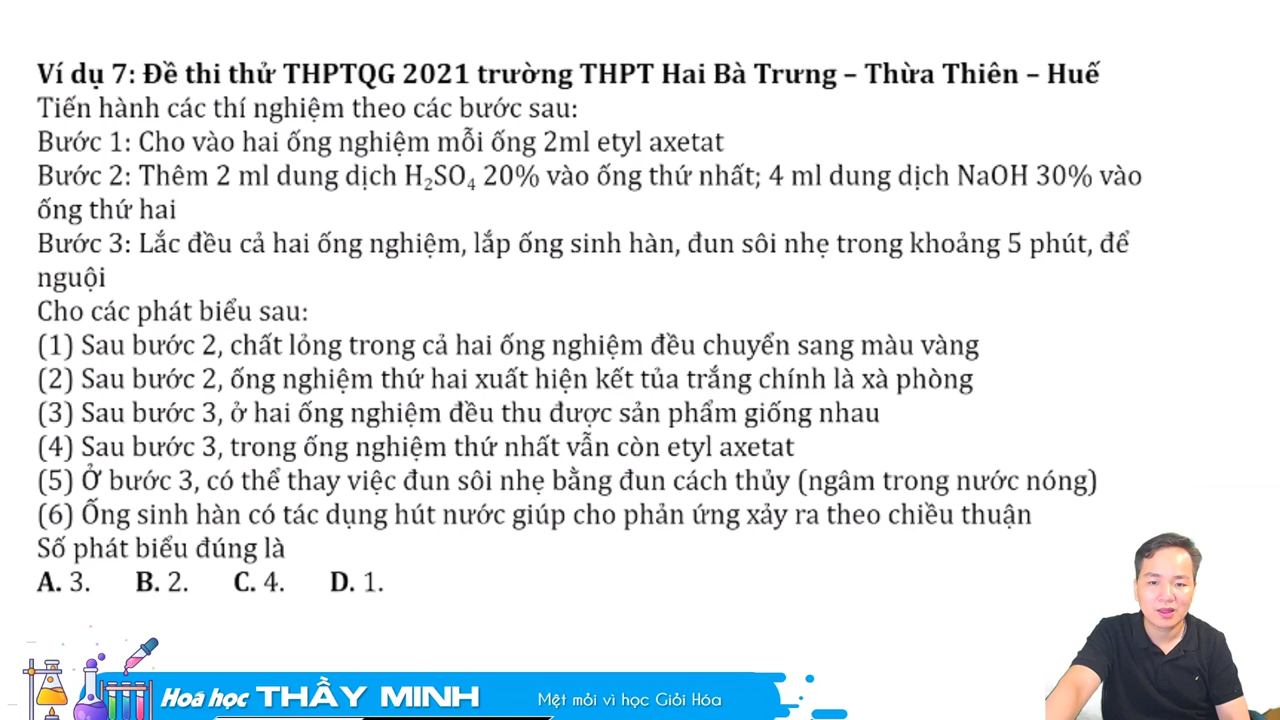 Ví dụ 7: Đề thi thử THPTQG 2021 trường THPT Hai Bà Trưng – Thừa Thiên – Huế
Tiến hành các thí nghiệm theo các bước sau:
Bước 1: Cho vào hai ống nghiệm mỗi ống 2ml etyl axetat
Bước 2: Thêm 2 ml dung dịch H₂SO₄ 20% vào ống thứ nhất; 4 ml dung dịch NaOH 30% vào
ống thứ hai
Bước 3: Lắc đều cả hai ống nghiệm, lắp ống sinh hàn, đun sôi nhẹ trong khoảng 5 phút, để
nguội
Cho các phát biểu sau:
(1) Sau bước 2, chất lỏng trong cả hai ống nghiệm đều chuyển sang màu vàng
(2) Sau bước 2, ống nghiệm thứ hai xuất hiện kết tủa trắng chính là xà phòng
(3) Sau bước 3, ở hai ống nghiệm đều thu được sản phẩm giống nhau
(4) Sau bước 3, trong ống nghiệm thứ nhất vẫn còn etyl axetat
(5) Ở bước 3, có thể thay việc đun sôi nhẹ bằng đun cách thủy (ngâm trong nước nóng)
(6) Ống sinh hàn có tác dụng hút nước giúp cho phản ứng xảy ra theo chiều thuận
Số phát biểu đúng là
A. 3. B. 2. C. 4. D. 1.
Hoá học THẦY MINH Mệt mỏi vì học Giỏi Hóa